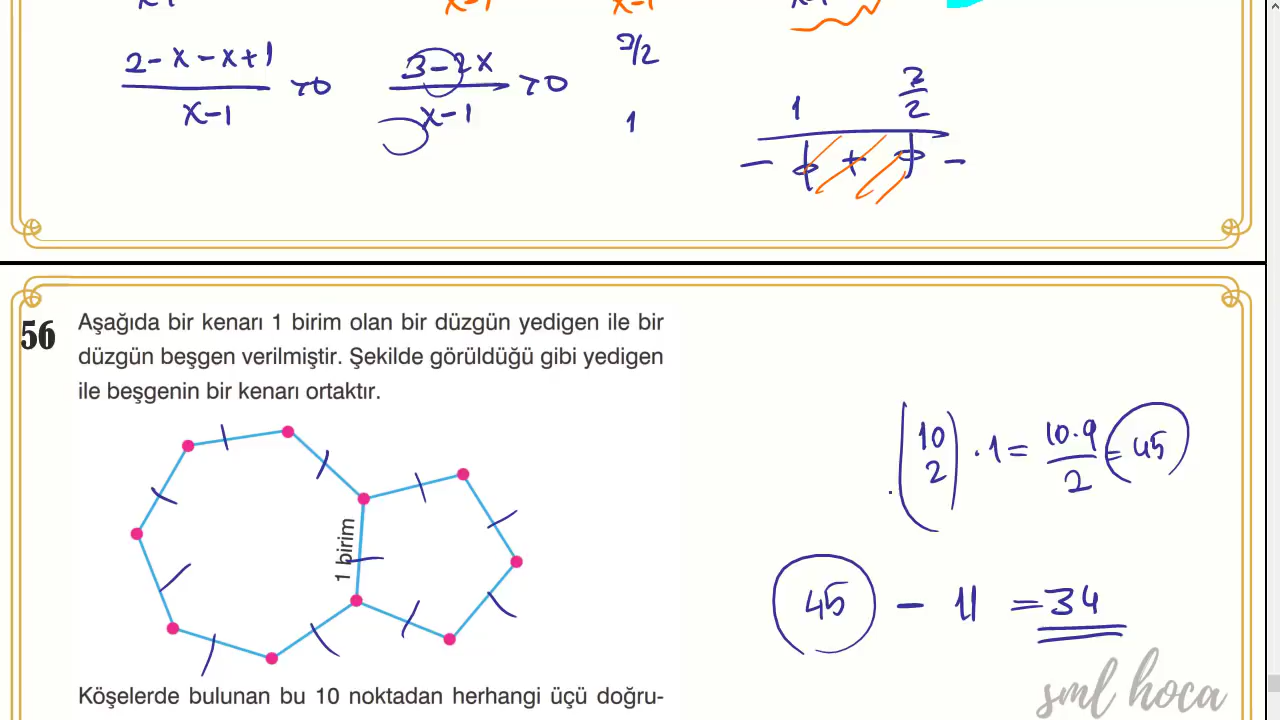 2-x-x+1
x-1
>0
3-2x
x-1
>0
3/2
1
1
3/2
- + -
56
Aşağıda bir kenarı 1 birim olan bir düzgün yedigen ile bir
düzgün beşgen verilmiştir. Şekilde görüldüğü gibi yedigen
ile beşgenin bir kenarı ortaktır.
1 birim
(10 2) . 1 = 10.9/2 = 45
45 - 11 = 34
Köşelerde bulunan bu 10 noktadan herhangi üçü doğru-
sml hoca